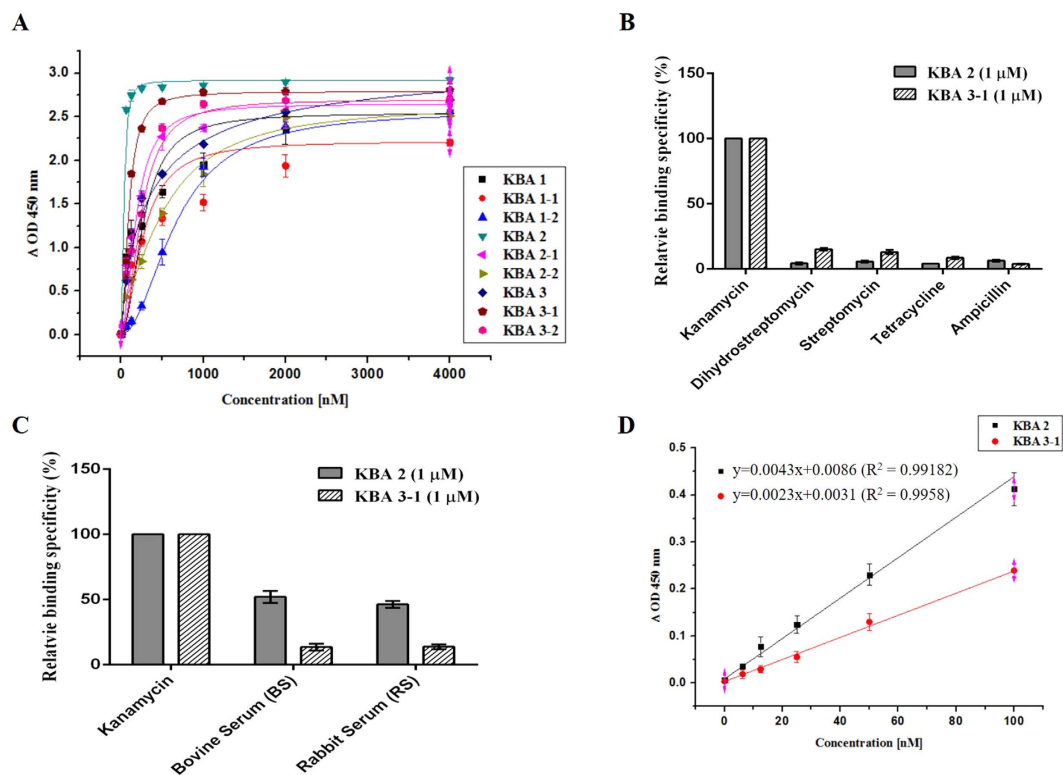 A
Δ OD 450 nm
3.0
2.5
2.0
1.5
1.0
0.5
0.0
0
1000
2000
3000
4000
Concentration [nM]
KBA 1
KBA 1-1
KBA 1-2
KBA 2
KBA 2-1
KBA 2-2
KBA 3
KBA 3-1
KBA 3-2
B
Relatvie binding specificity (%)
150
100
50
0
KBA 2 (1 μM)
KBA 3-1 (1 μM)
Kanamycin
Dihydrostreptomycin
Streptomycin
Tetracycline
Ampicillin
C
Relatvie binding specificity (%)
150
100
50
0
KBA 2 (1 μM)
KBA 3-1 (1 μM)
Kanamycin
Bovine Serum (BS)
Rabbit Serum (RS)
D
KBA 2
KBA 3-1
Δ OD 450 nm
0.5
0.4
0.3
0.2
0.1
0.0
y=0.0043x+0.0086 (R² = 0.99182)
y=0.0023x+0.0031 (R² = 0.9958)
0
20
40
60
80
100
Concentration [nM]